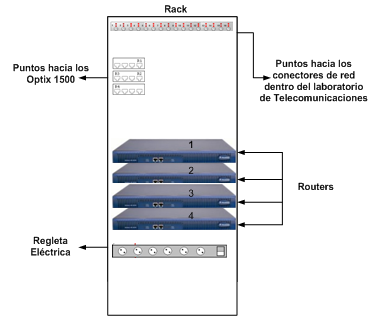 Rack
Puntos hacia los
Optix 1500
Puntos hacia los
conectores de red
dentro del laboratorio
de Telecomunicaciones
1
2
3
4
Routers
Regleta
Eléctrica